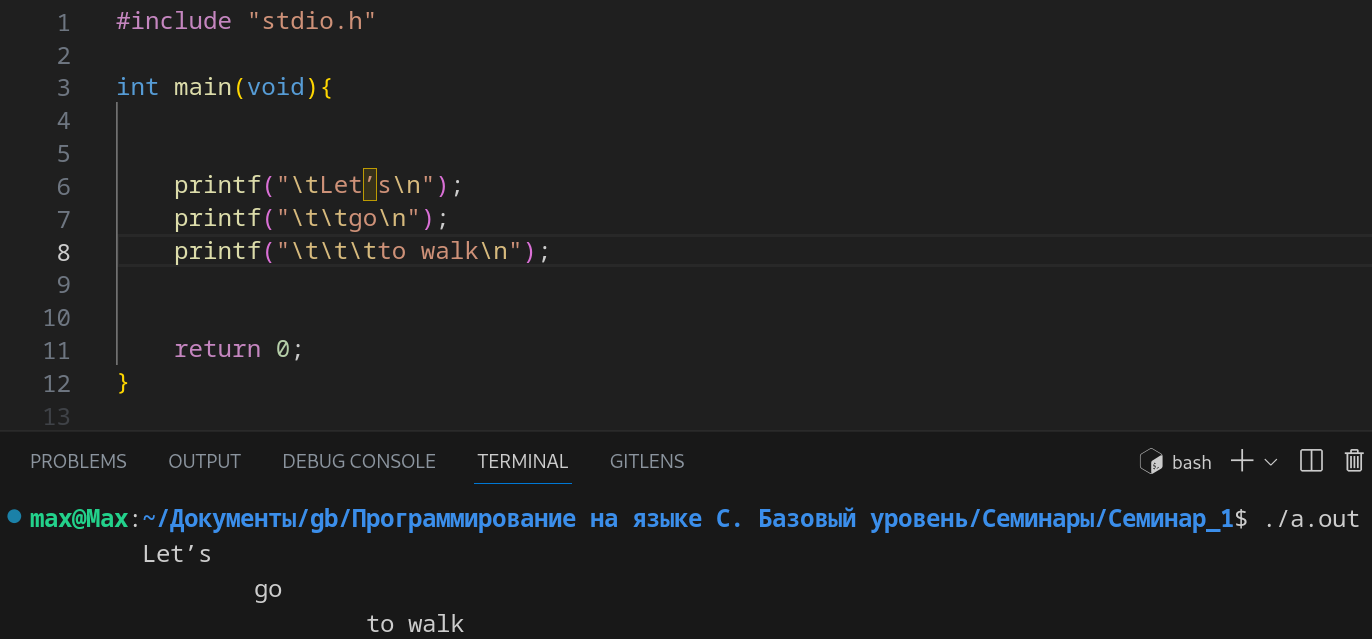 1 #include "stdio.h"
2
3 int main(void){
4
5
6 printf("\tLet’s\n");
7 printf("\t\tgo\n");
8 printf("\t\t\tto walk\n");
9
10
11 return 0;
12 }
13
PROBLEMS OUTPUT DEBUG CONSOLE TERMINAL GITLENS bash
max@Max:~/Документы/gb/Программирование на языке C. Базовый уровень/Семинары/Семинар_1$ ./a.out
Let’s
go
to walk